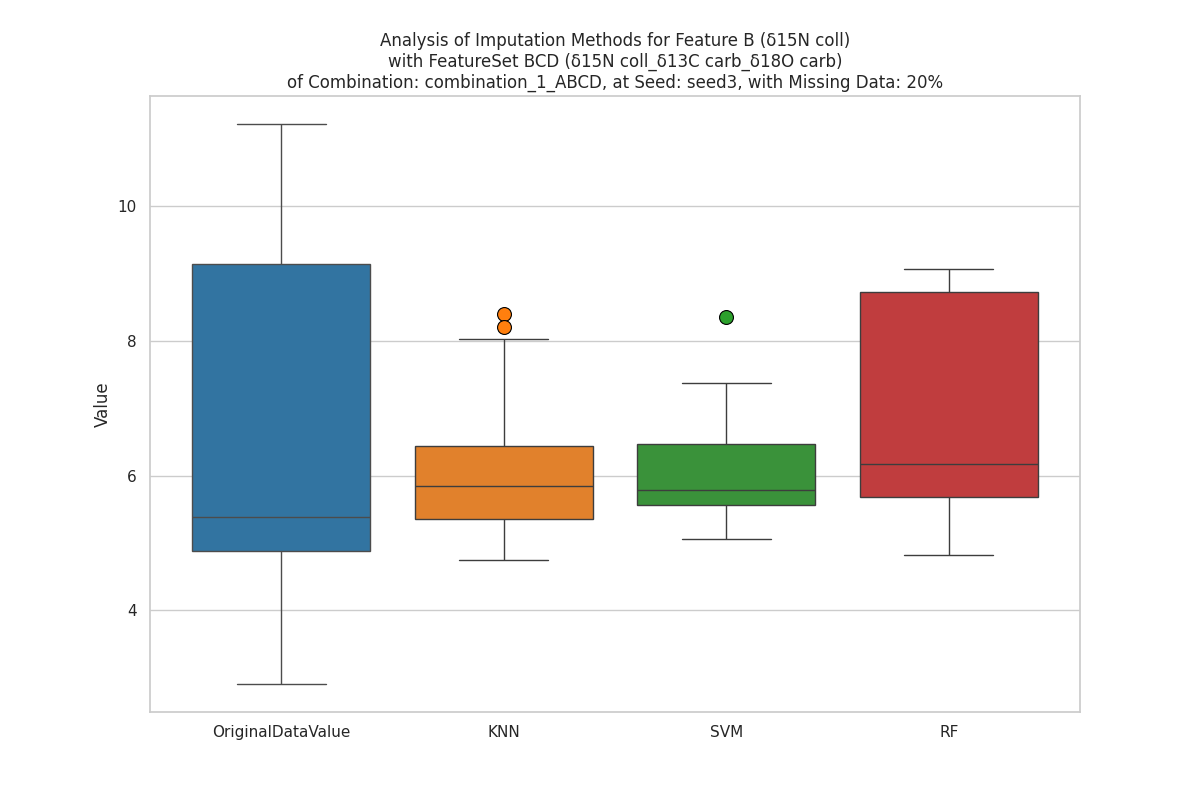 Analysis of Imputation Methods for Feature B (δ15N coll)
with FeatureSet BCD (δ15N coll_δ13C carb_δ18O carb)
of Combination: combination_1_ABCD, at Seed: seed3, with Missing Data: 20%
Value
10
8
6
4
OriginalDataValue
KNN
SVM
RF